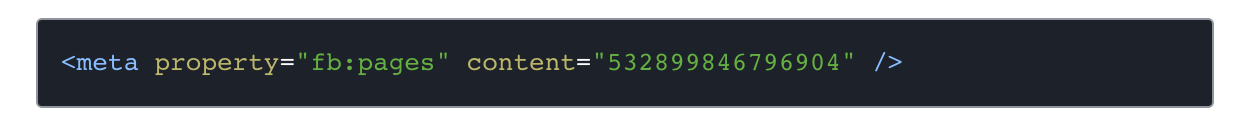 <meta property="fb:pages" content="532899846796904" />